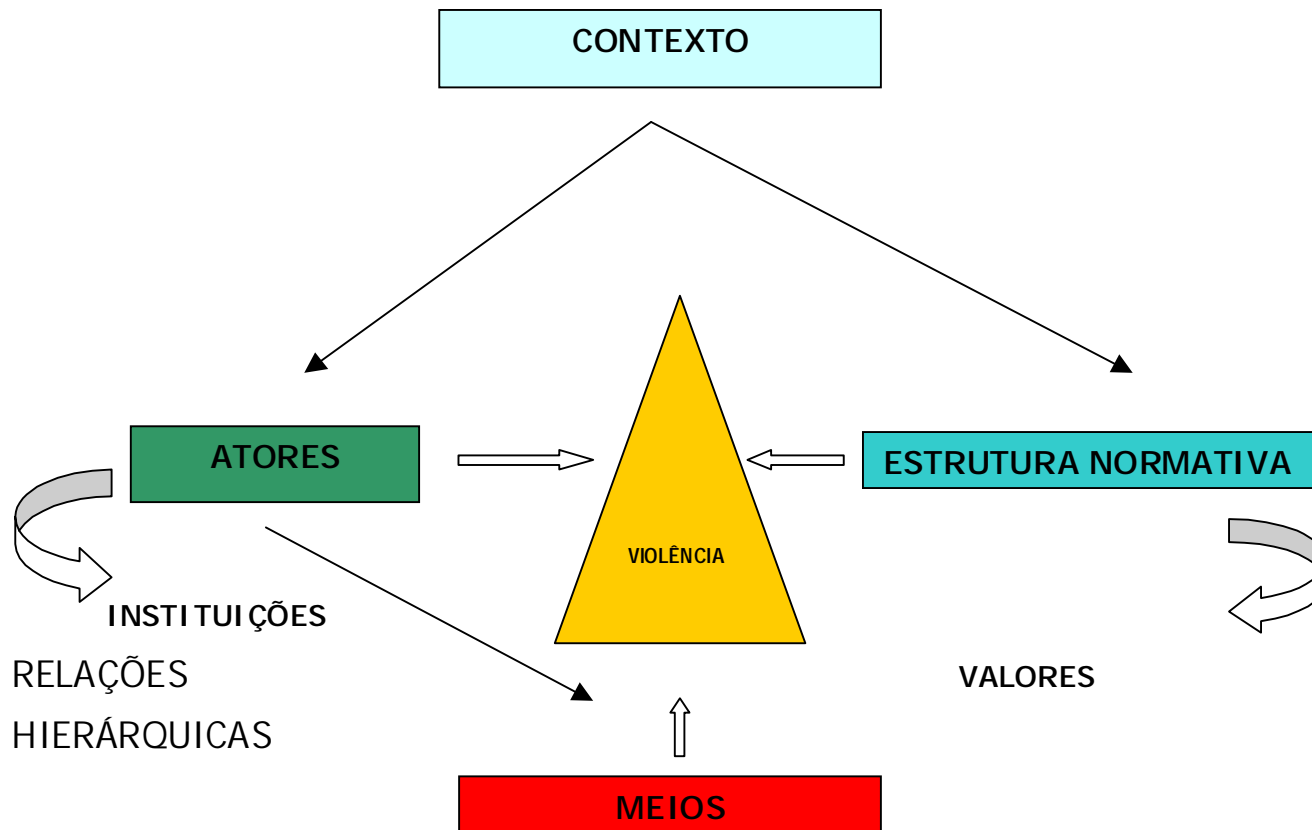 CONTEXTO
ATORES
ESTRUTURA NORMATIVA
VIOLÊNCIA
INSTITUIÇÕES
RELAÇÕES
HIERÁRQUICAS
VALORES
MEIOS